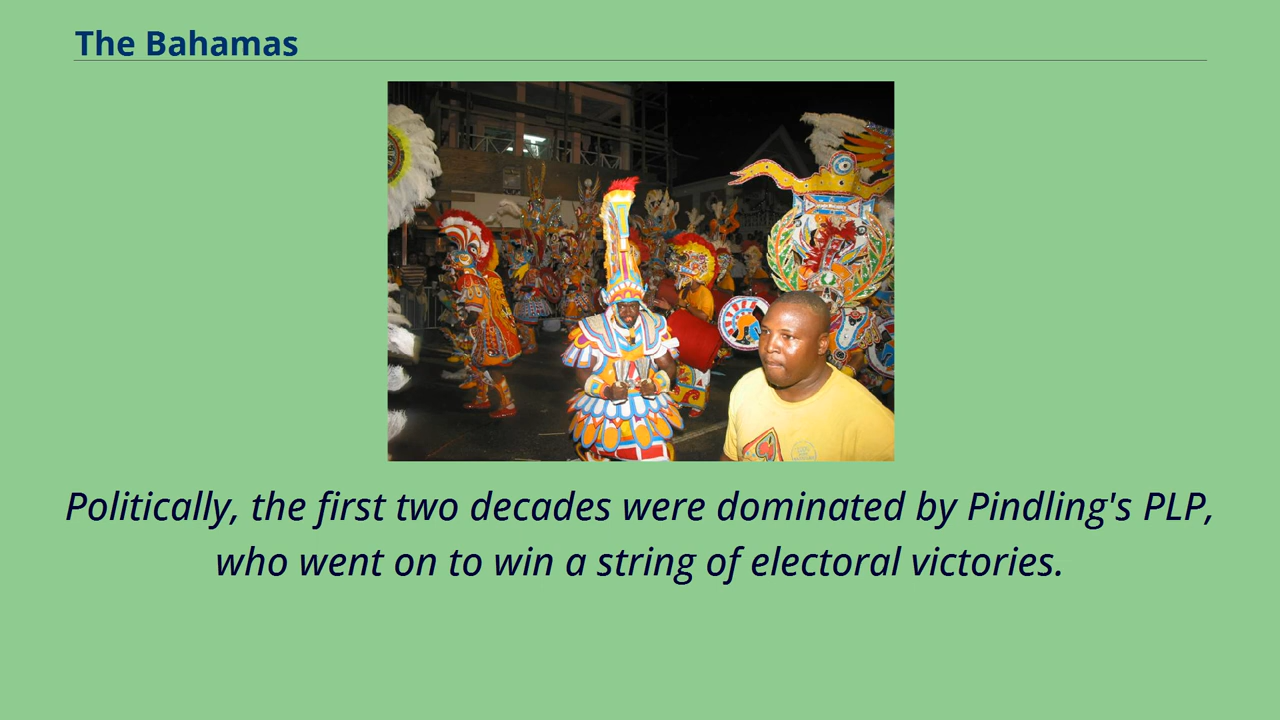 The Bahamas
Politically, the first two decades were dominated by Pindling's PLP,
who went on to win a string of electoral victories.